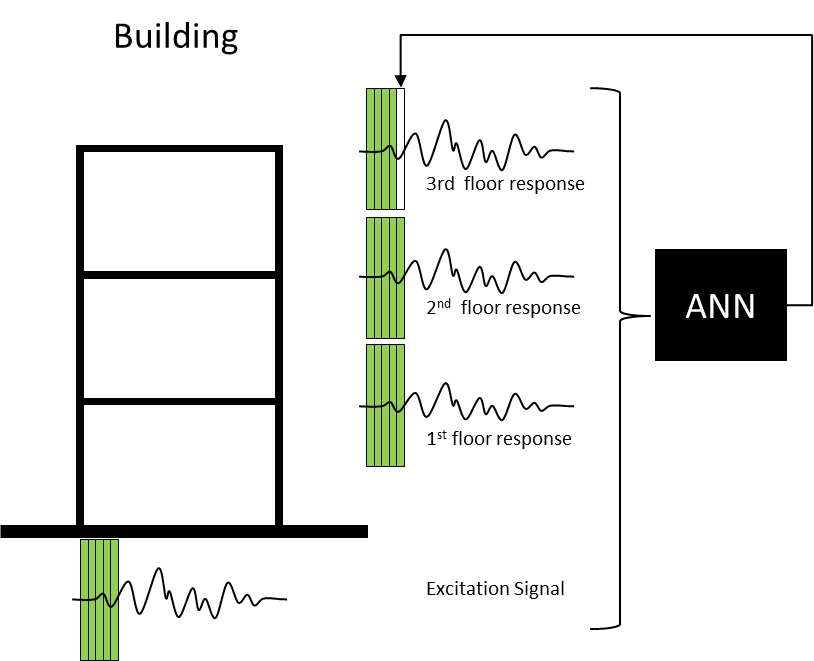 Building
3rd  floor response
2nd  floor response
ANN
1st floor response
Excitation Signal